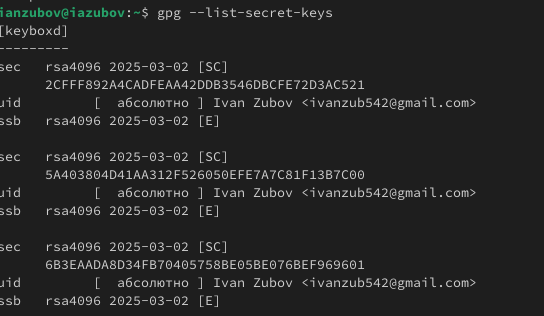 ianzubov@iazubov:~$ gpg --list-secret-keys
[keyboxd]
---------
sec   rsa4096 2025-03-02 [SC]
      2CFFF892A4CADFEAA42DDB3546DBCFE72D3AC521
uid         [  абсолютно ] Ivan Zubov <ivanzub542@gmail.com>
ssb   rsa4096 2025-03-02 [E]

sec   rsa4096 2025-03-02 [SC]
      5A403804D41AA312F526050EFE7A7C81F13B7C00
uid         [  абсолютно ] Ivan Zubov <ivanzub542@gmail.com>
ssb   rsa4096 2025-03-02 [E]

sec   rsa4096 2025-03-02 [SC]
      6B3EAADA8D34FB70405758BE05BE076BEF969601
uid         [  абсолютно ] Ivan Zubov <ivanzub542@gmail.com>
ssb   rsa4096 2025-03-02 [E]